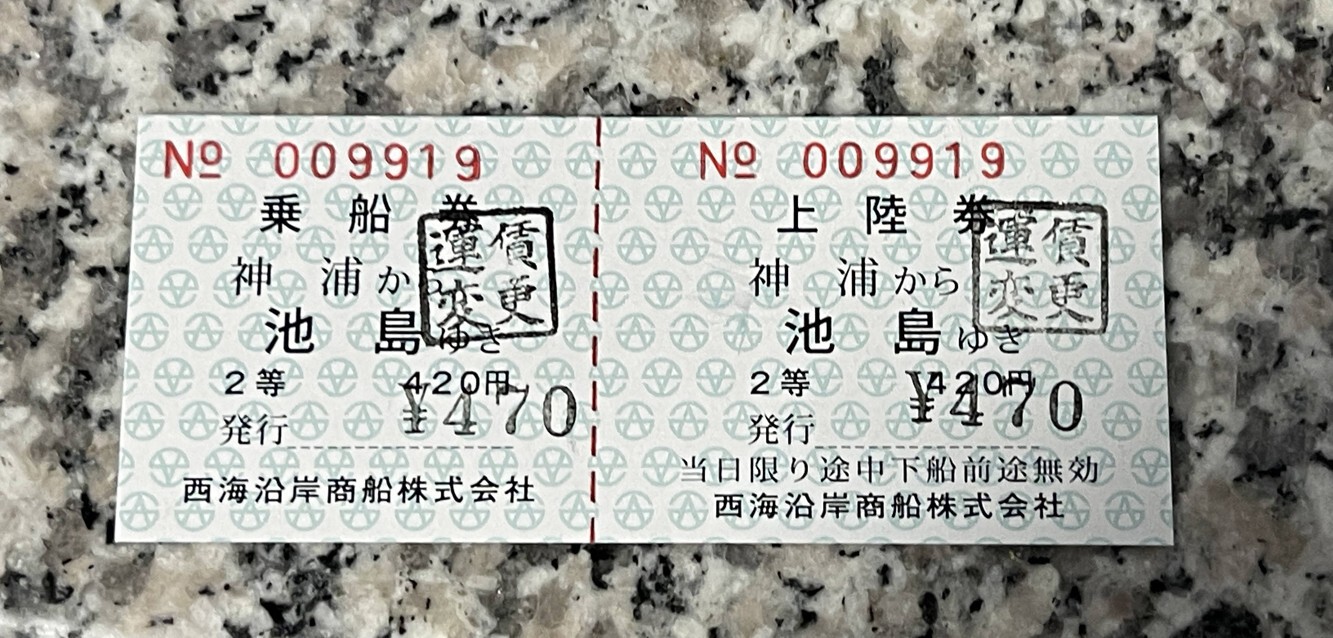 № 009919
乗船券
運賃
変更
神浦から
池島ゆき
2等 420円
¥470
発行
西海沿岸商船株式会社
№ 009919
上陸券
運賃
変更
神浦から
池島ゆき
2等 420円
¥470
発行
当日限り途中下船前途無効
西海沿岸商船株式会社